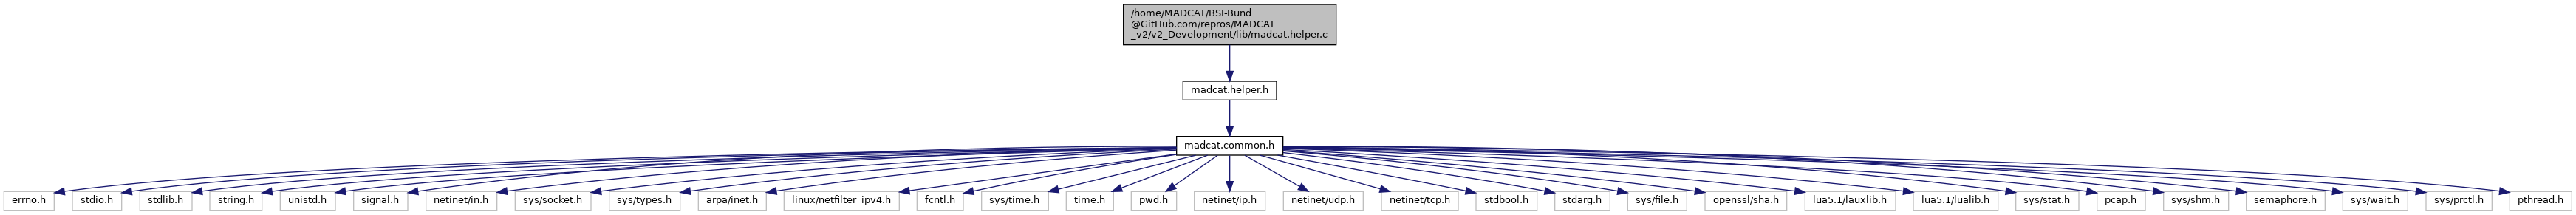 /home/MADCAT/BSI-Bund
@GitHub.com/repros/MADCAT
_v2/v2_Development/lib/madcat.helper.c
madcat.helper.h
madcat.common.h
errno.h
stdio.h
stdlib.h
string.h
unistd.h
signal.h
netinet/in.h
sys/socket.h
sys/types.h
arpa/inet.h
linux/netfilter_ipv4.h
fcntl.h
sys/time.h
time.h
pwd.h
netinet/ip.h
netinet/udp.h
netinet/tcp.h
stdbool.h
stdarg.h
sys/file.h
openssl/sha.h
lua5.1/lauxlib.h
lua5.1/lualib.h
sys/stat.h
pcap.h
sys/shm.h
semaphore.h
sys/wait.h
sys/prctl.h
pthread.h